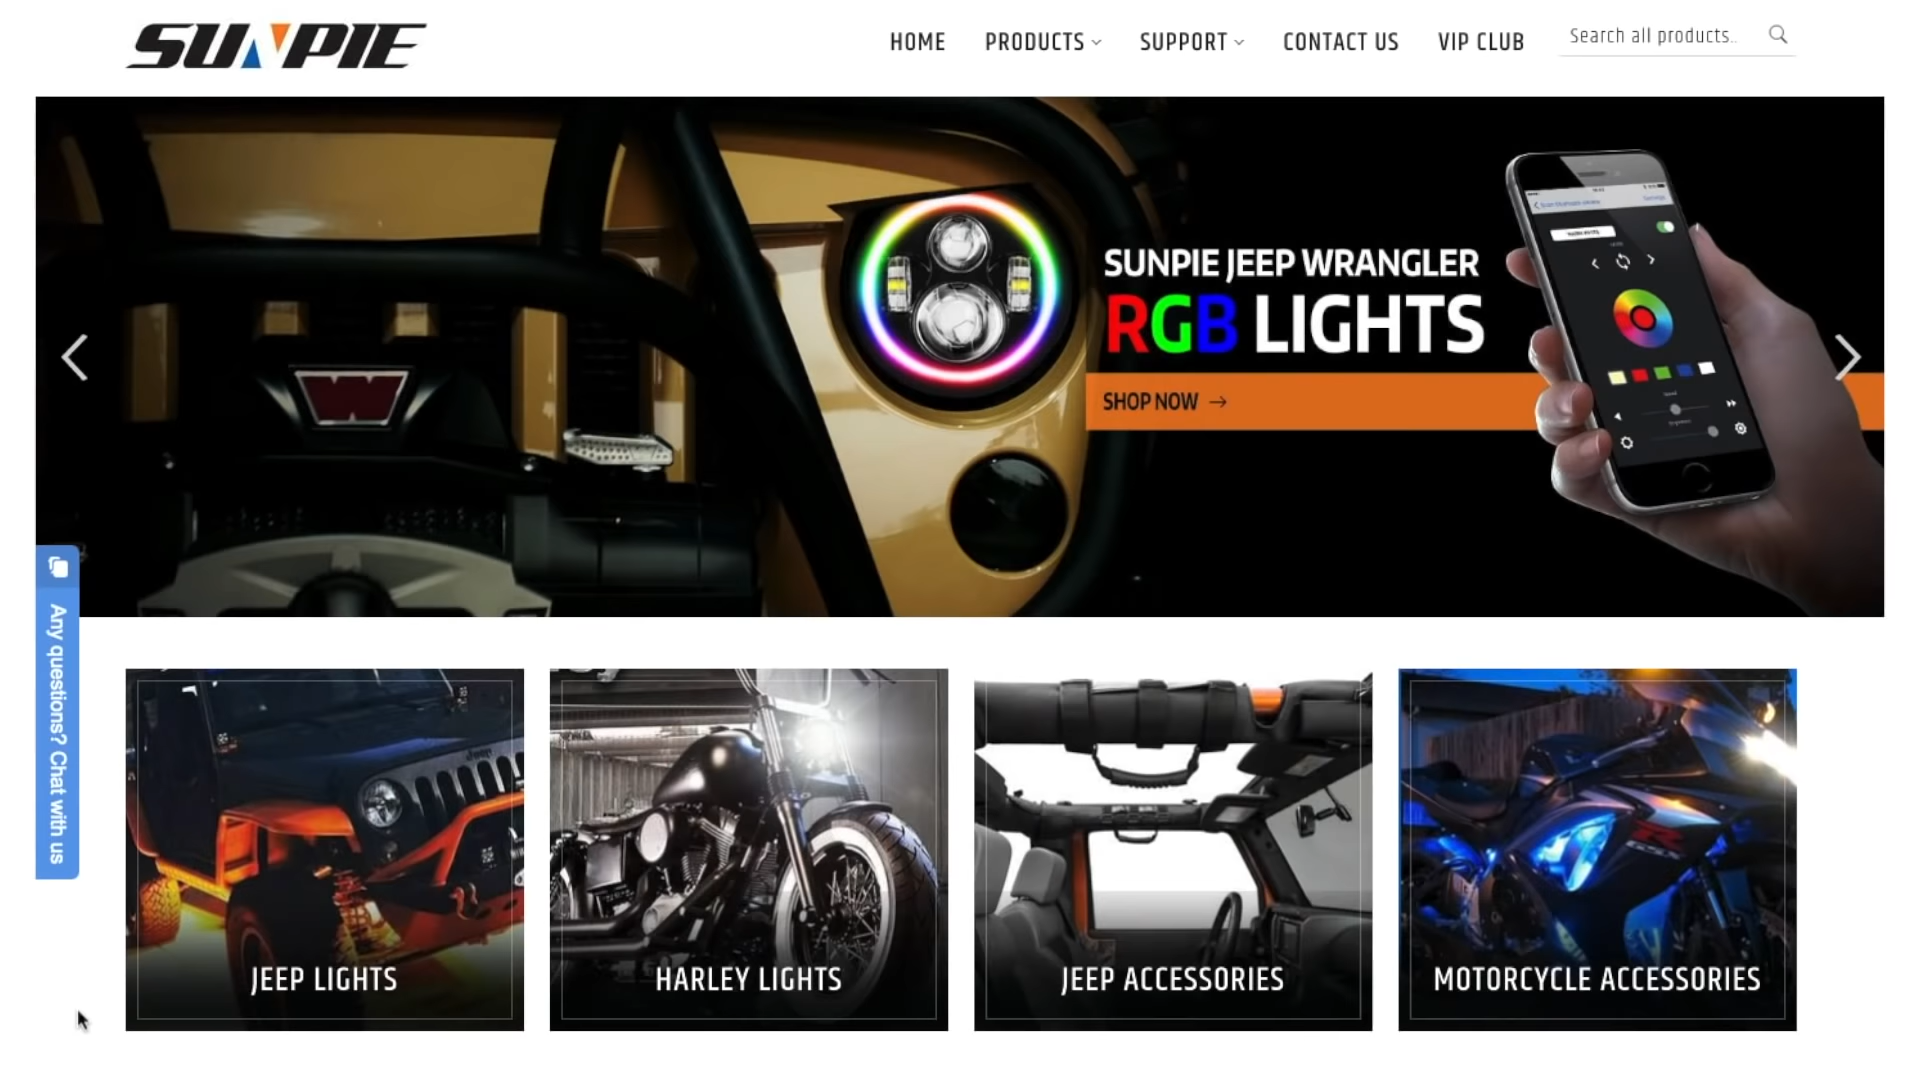 SUNPIE
HOME
PRODUCTS
SUPPORT
CONTACT US
VIP CLUB
Search all products..
SUNPIE JEEP WRANGLER
RGB LIGHTS
SHOP NOW →
Any questions? Chat with us
JEEP LIGHTS
HARLEY LIGHTS
JEEP ACCESSORIES
MOTORCYCLE ACCESSORIES